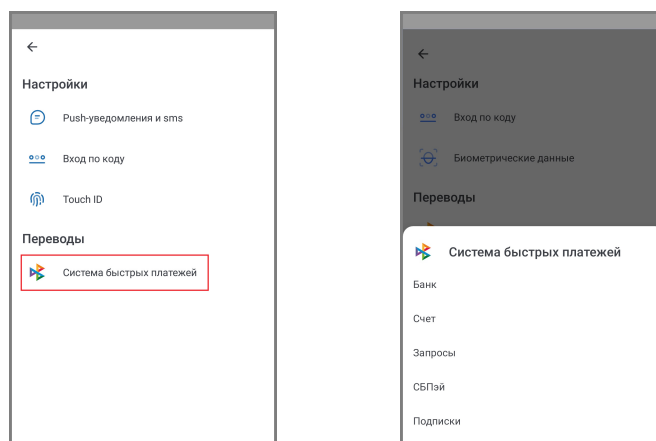 Настройки
Push-уведомления и sms
Вход по коду
Touch ID
Переводы
Система быстрых платежей
Настройки
Вход по коду
Биометрические данные
Переводы
Система быстрых платежей
Банк
Счет
Запросы
СБПэй
Подписки